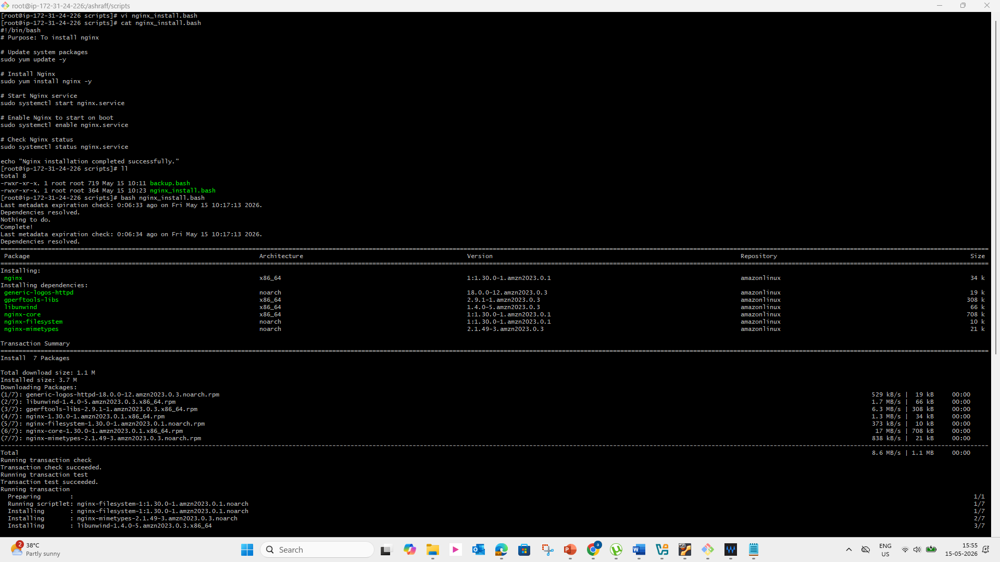 root@ip-172-31-24-226:/ashraff/scripts
[root@ip-172-31-24-226 scripts]# vi nginx_install.bash
[root@ip-172-31-24-226 scripts]# cat nginx_install.bash
#!/bin/bash
# Purpose: To install nginx
# Update system packages
sudo yum update -y
# Install Nginx
sudo yum install nginx -y
# Start Nginx service
sudo systemctl start nginx.service
# Enable Nginx to start on boot
sudo systemctl enable nginx.service
# Check Nginx status
sudo systemctl status nginx.service
echo "Nginx installation completed successfully."
[root@ip-172-31-24-226 scripts]# ll
total 8
-rwxr-xr-x. 1 root root 719 May 15 10:11 backup.bash
-rwxr-xr-x. 1 root root 364 May 15 10:23 nginx_install.bash
[root@ip-172-31-24-226 scripts]# bash nginx_install.bash
Last metadata expiration check: 0:06:33 ago on Fri May 15 10:17:13 2026.
Dependencies resolved.
Nothing to do.
Complete!
Last metadata expiration check: 0:06:34 ago on Fri May 15 10:17:13 2026.
Dependencies resolved.
Package Architecture Version Repository Size
Installing:
nginx x86_64 1:1.30.0-1.amzn2023.0.1 amazonlinux 34 k
Installing dependencies:
generic-logos-httpd noarch 18.0.0-12.amzn2023.0.3 amazonlinux 19 k
gperftools-libs x86_64 2.9.1-1.amzn2023.0.3 amazonlinux 308 k
libunwind x86_64 1.4.0-5.amzn2023.0.3 amazonlinux 66 k
nginx-core x86_64 1:1.30.0-1.amzn2023.0.1 amazonlinux 708 k
nginx-filesystem noarch 1:1.30.0-1.amzn2023.0.1 amazonlinux 10 k
nginx-mimetypes noarch 2.1.49-3.amzn2023.0.3 amazonlinux 21 k
Transaction Summary
Install 7 Packages
Total download size: 1.1 M
Installed size: 3.7 M
Downloading Packages:
(1/7): generic-logos-httpd-18.0.0-12.amzn2023.0.3.noarch.rpm 529 kB/s | 19 kB 00:00
(2/7): libunwind-1.4.0-5.amzn2023.0.3.x86_64.rpm 1.7 MB/s | 66 kB 00:00
(3/7): gperftools-libs-2.9.1-1.amzn2023.0.3.x86_64.rpm 6.3 MB/s | 308 kB 00:00
(4/7): nginx-1.30.0-1.amzn2023.0.1.x86_64.rpm 1.3 MB/s | 34 kB 00:00
(5/7): nginx-filesystem-1.30.0-1.amzn2023.0.1.noarch.rpm 373 kB/s | 10 kB 00:00
(6/7): nginx-core-1.30.0-1.amzn2023.0.1.x86_64.rpm 17 MB/s | 708 kB 00:00
(7/7): nginx-mimetypes-2.1.49-3.amzn2023.0.3.noarch.rpm 838 kB/s | 21 kB 00:00
Total 8.6 MB/s | 1.1 MB 00:00
Running transaction check
Transaction check succeeded.
Running transaction test
Transaction test succeeded.
Running transaction
Preparing : 1/1
Running scriptlet: nginx-filesystem-1:1.30.0-1.amzn2023.0.1.noarch 1/7
Installing : nginx-filesystem-1:1.30.0-1.amzn2023.0.1.noarch 1/7
Installing : nginx-mimetypes-2.1.49-3.amzn2023.0.3.noarch 2/7
Installing : libunwind-1.4.0-5.amzn2023.0.3.x86_64 3/7
2
38°C
Partly sunny
Search
a
ENG
US
15:55
15-05-2026